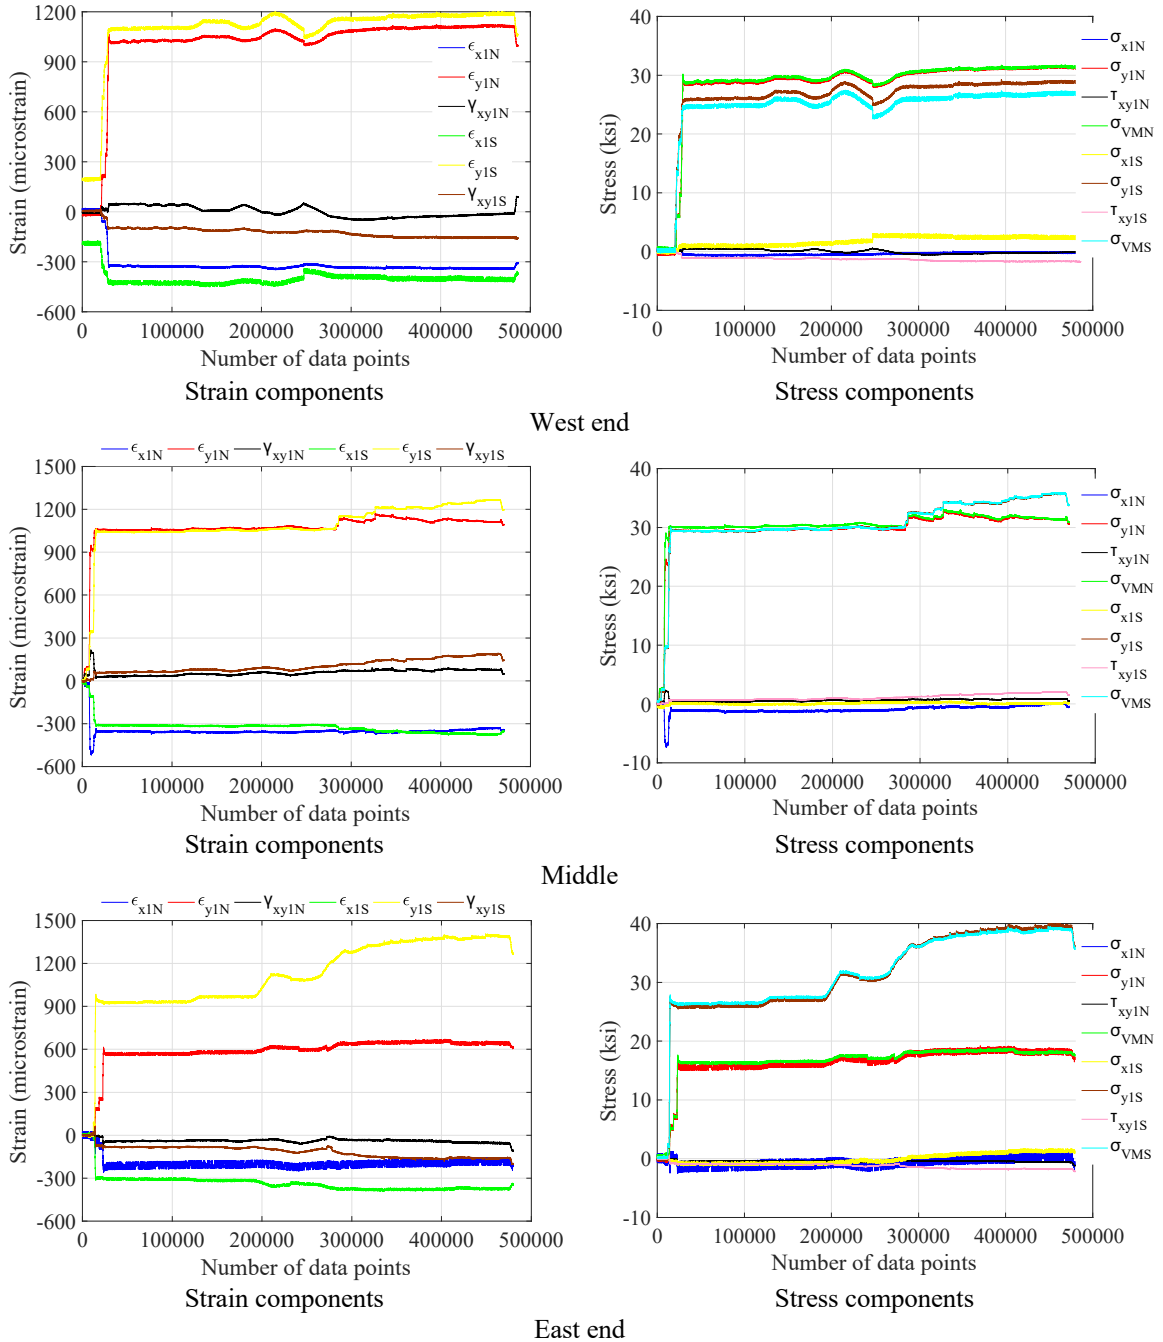 1200
900
600
300
0
-300
-600
Strain (microstrain)
ϵx1N
ϵy1N
γxy1N
ϵx1S
ϵy1S
γxy1S
0 100000 200000 300000 400000 500000
Number of data points
Strain components
40
30
20
10
0
-10
Stress (ksi)
σx1N
σy1N
τxy1N
σVMN
σx1S
σy1S
τxy1S
σVMS
0 100000 200000 300000 400000 500000
Number of data points
Stress components
West end
ϵx1N ϵy1N γxy1N ϵx1S ϵy1S γxy1S
1500
1200
900
600
300
0
-300
-600
Strain (microstrain)
0 100000 200000 300000 400000 500000
Number of data points
Strain components
40
30
20
10
0
-10
Stress (ksi)
σx1N
σy1N
τxy1N
σVMN
σx1S
σy1S
τxy1S
σVMS
0 100000 200000 300000 400000 500000
Number of data points
Stress components
Middle
ϵx1N ϵy1N γxy1N ϵx1S ϵy1S γxy1S
1500
1200
900
600
300
0
-300
-600
Strain (microstrain)
0 100000 200000 300000 400000 500000
Number of data points
Strain components
40
30
20
10
0
-10
Stress (ksi)
σx1N
σy1N
τxy1N
σVMN
σx1S
σy1S
τxy1S
σVMS
0 100000 200000 300000 400000 500000
Number of data points
Stress components
East end